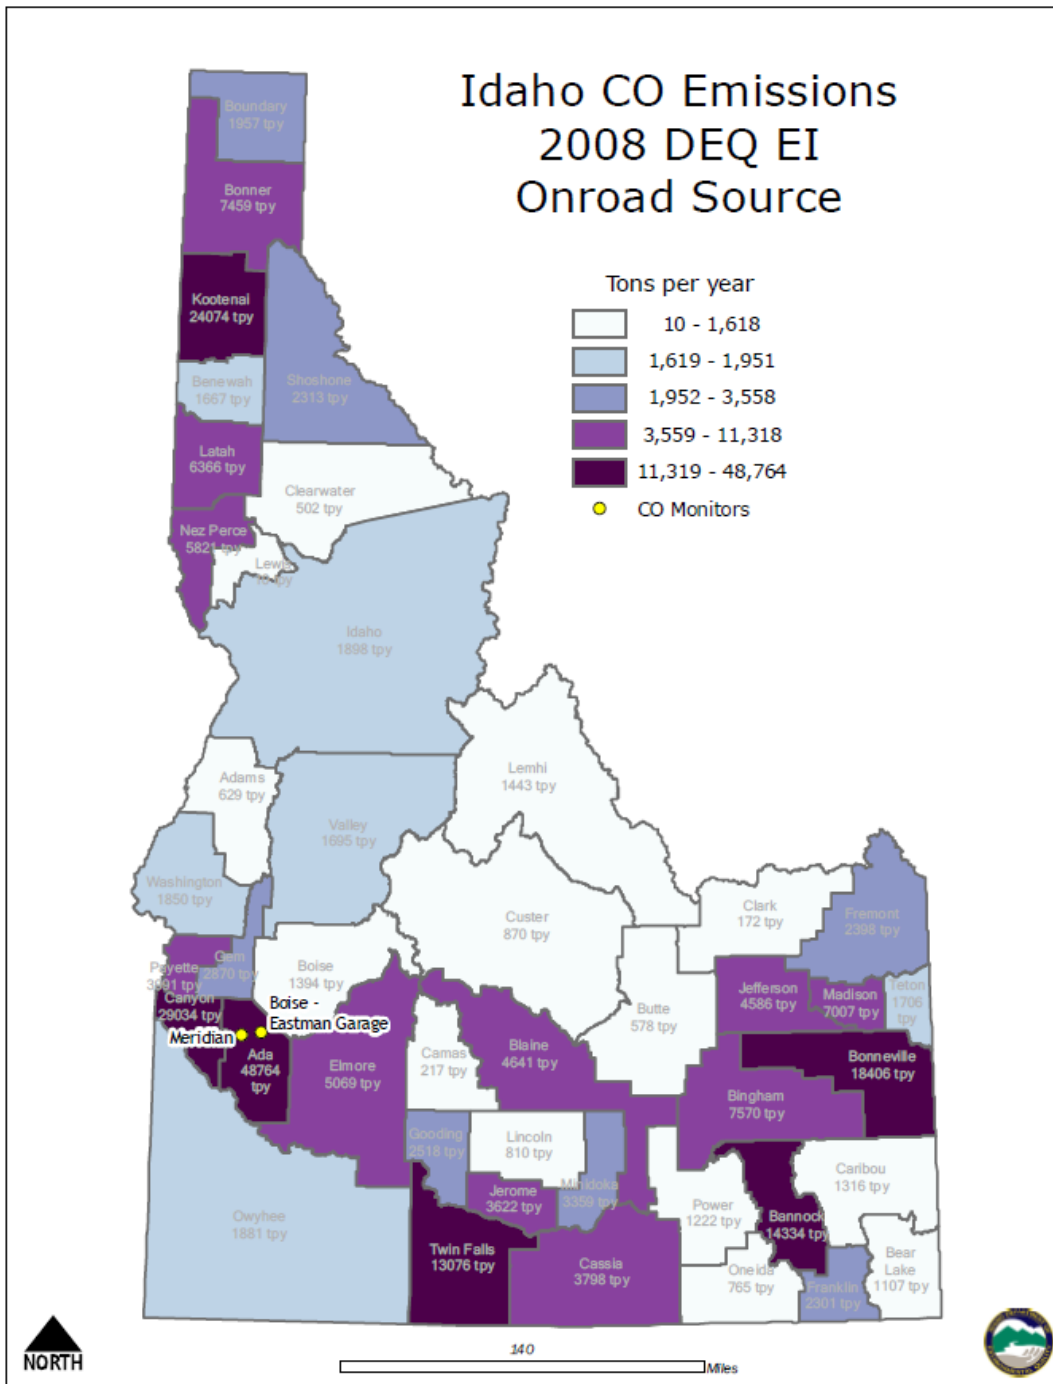 Idaho CO Emissions
2008 DEQ EI
Onroad Source
Tons per year
10 - 1,618
1,619 - 1,951
1,952 - 3,558
3,559 - 11,318
11,319 - 48,764
CO Monitors
Boundary
1957 tpy
Bonner
7459 tpy
Kootenai
24074 tpy
Benewah
1667 tpy
Shoshone
2313 tpy
Latah
6366 tpy
Clearwater
502 tpy
Nez Perce
5821 tpy
Lewis
10 tpy
Idaho
1898 tpy
Adams
629 tpy
Lemhi
1443 tpy
Valley
1695 tpy
Washington
1850 tpy
Custer
870 tpy
Clark
172 tpy
Fremont
2398 tpy
Payette
3991 tpy
Gem
2870 tpy
Boise
1394 tpy
Butte
578 tpy
Jefferson
4586 tpy
Madison
7007 tpy
Teton
1706
tpy
Canyon
29034 tpy
Boise -
Eastman Garage
Meridian
Ada
48764
tpy
Elmore
5069 tpy
Camas
217 tpy
Blaine
4641 tpy
Bonneville
18406 tpy
Bingham
7570 tpy
Gooding
2518 tpy
Lincoln
810 tpy
Minidoka
3359 tpy
Jerome
3622 tpy
Power
1222 tpy
Bannock
14334 tpy
Caribou
1316 tpy
Owyhee
1881 tpy
Twin Falls
13076 tpy
Cassia
3798 tpy
Oneida
765 tpy
Franklin
2301 tpy
Bear
Lake
1107 tpy
NORTH
140
Miles